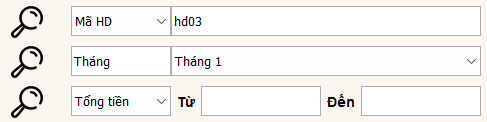 Mã HD hd03
Tháng Tháng 1
Tổng tiền Từ Đến